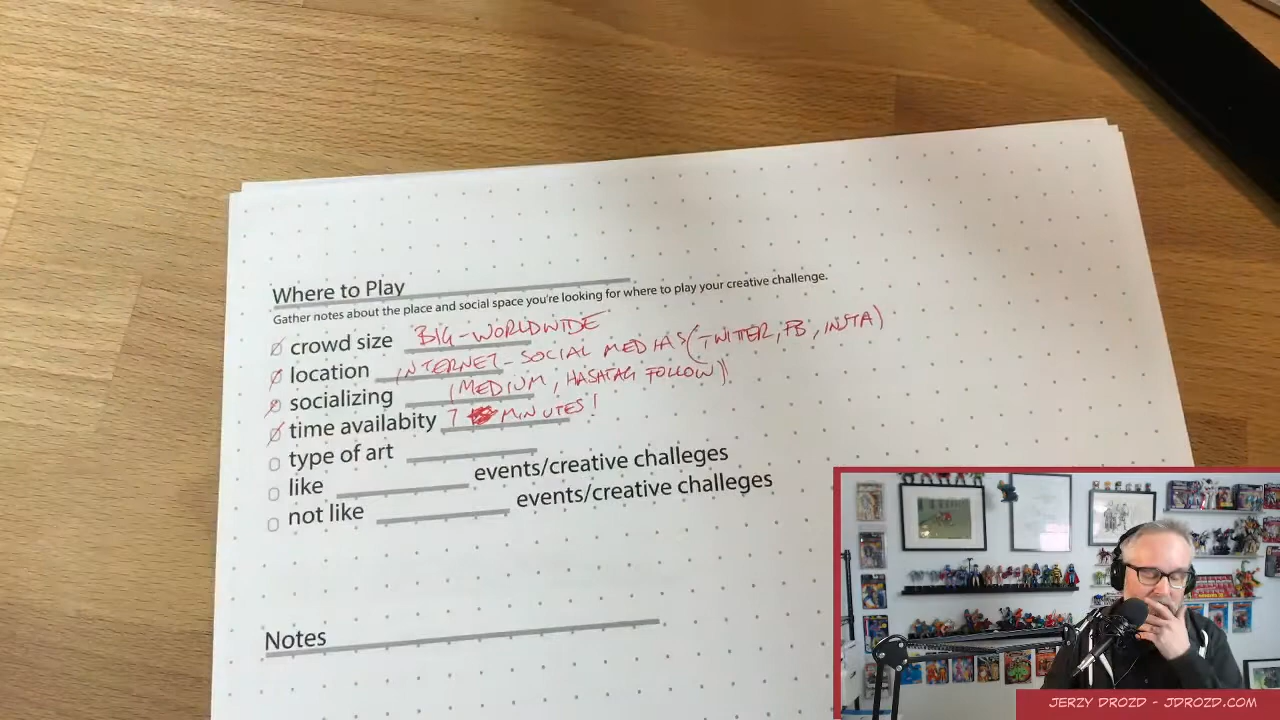 Where to Play
Gather notes about the place and social space you're looking for where to play your creative challenge.
crowd size BIG-WORLDWIDE
location INTERNET-SOCIAL MEDIAS (TWITER, FB, INSTA)
socializing (MEDIUM, HASHTAG FOLLOW)
time availabity 7 MINUTES!
type of art
like events/creative challeges
not like events/creative challeges
Notes
JERZY DROZD - JDROZD.COM